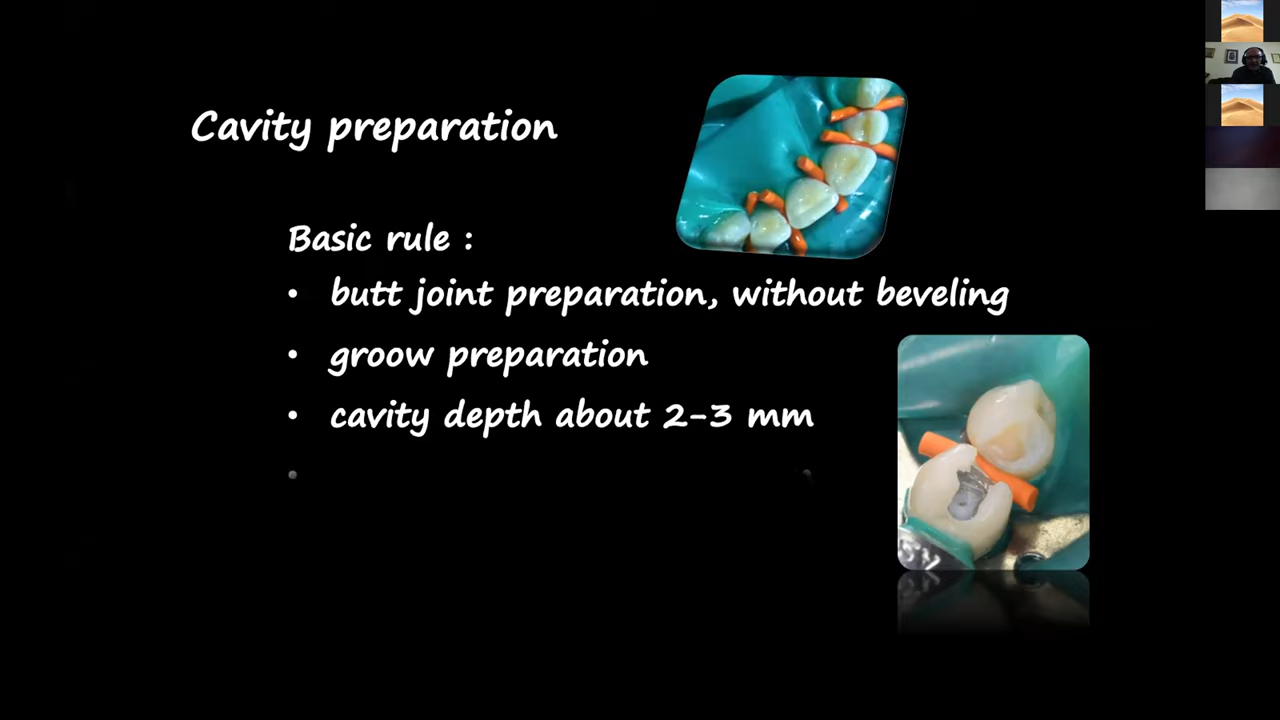 Cavity preparation
Basic rule :
• butt joint preparation, without beveling
• groow preparation
• cavity depth about 2-3 mm
•